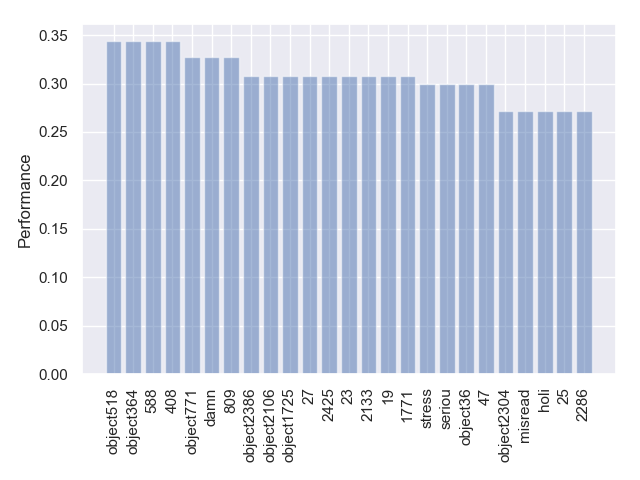 0.35
0.30
0.25
0.20
0.15
0.10
0.05
0.00
Performance
object518
object364
588
408
object771
damn
809
object2386
object2106
object1725
27
2425
23
2133
19
1771
stress
seriou
object36
47
object2304
misread
holi
25
2286